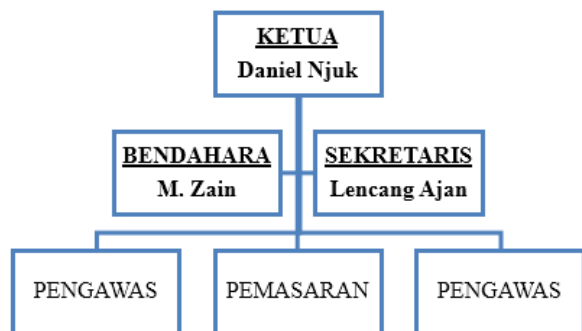 KETUA
Daniel Njuk
BENDAHARA
M. Zain
SEKRETARIS
Lencang Ajan
PENGAWAS
PEMASARAN
PENGAWAS